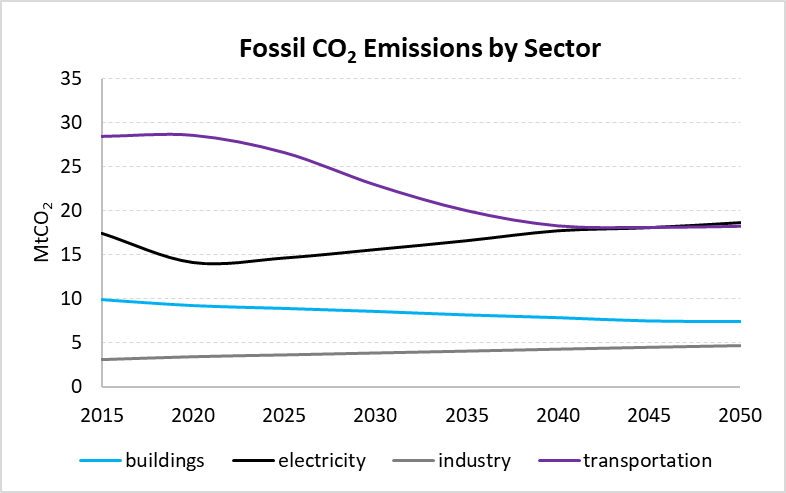 Fossil CO₂ Emissions by Sector
35
30
25
20
15
10
5
0
MtCO₂
2015 2020 2025 2030 2035 2040 2045 2050
buildings electricity industry transportation